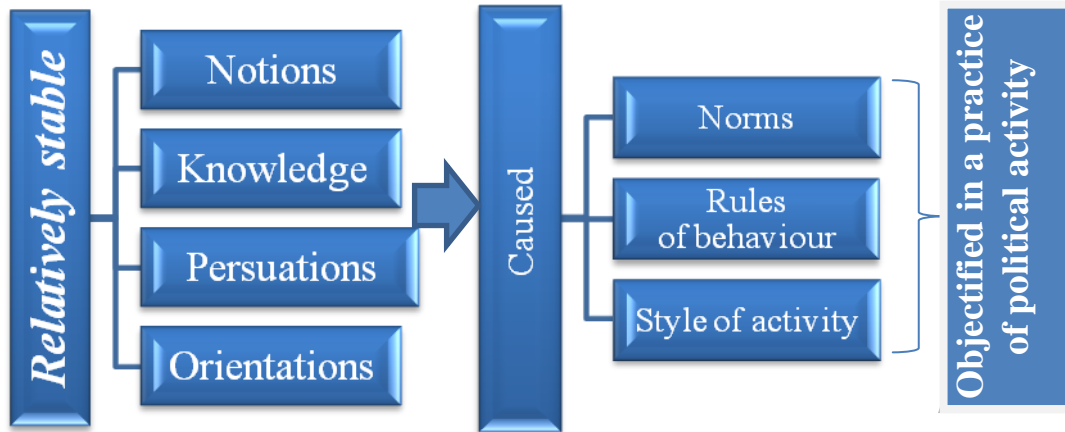 Relatively stable
Notions
Knowledge
Persuations
Orientations
Caused
Norms
Rules
of behaviour
Style of activity
Objectified in a practice
of political activity